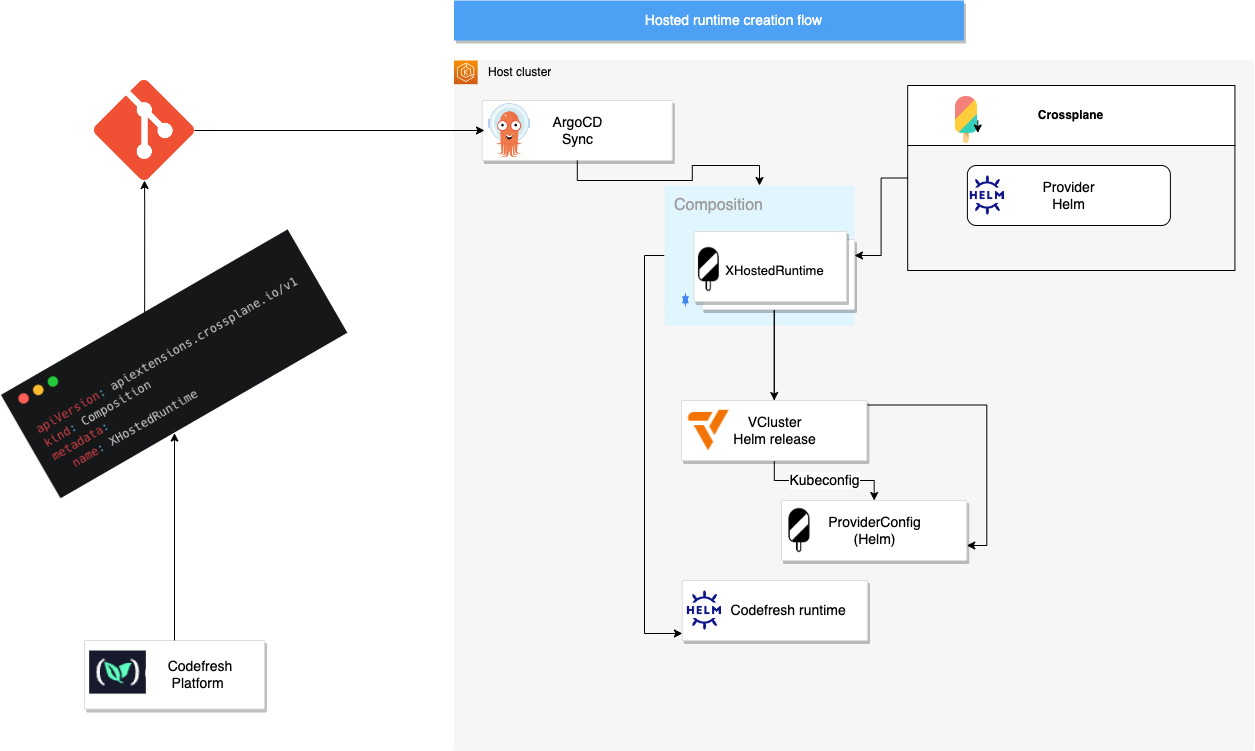 Hosted runtime creation flow
Host cluster
ArgoCD
Sync
Crossplane
HELM
Provider
Helm
Composition
XHostedRuntime
apiVersion: apiextensions.crossplane.io/v1
kind: Composition
metadata:
name: XHostedRuntime
VCluster
Helm release
Kubeconfig
ProviderConfig
(Helm)
HELM
Codefresh runtime
Codefresh
Platform